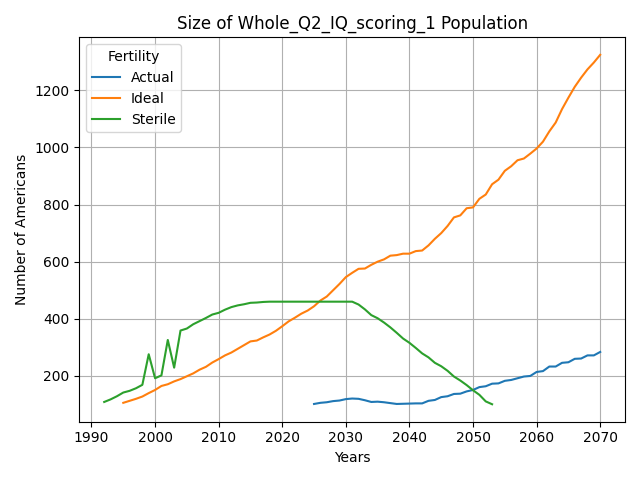 Size of Whole_Q2_IQ_scoring_1 Population
Fertility
Actual
Ideal
Sterile
Number of Americans
1200
1000
800
600
400
200
1990 2000 2010 2020 2030 2040 2050 2060 2070
Years